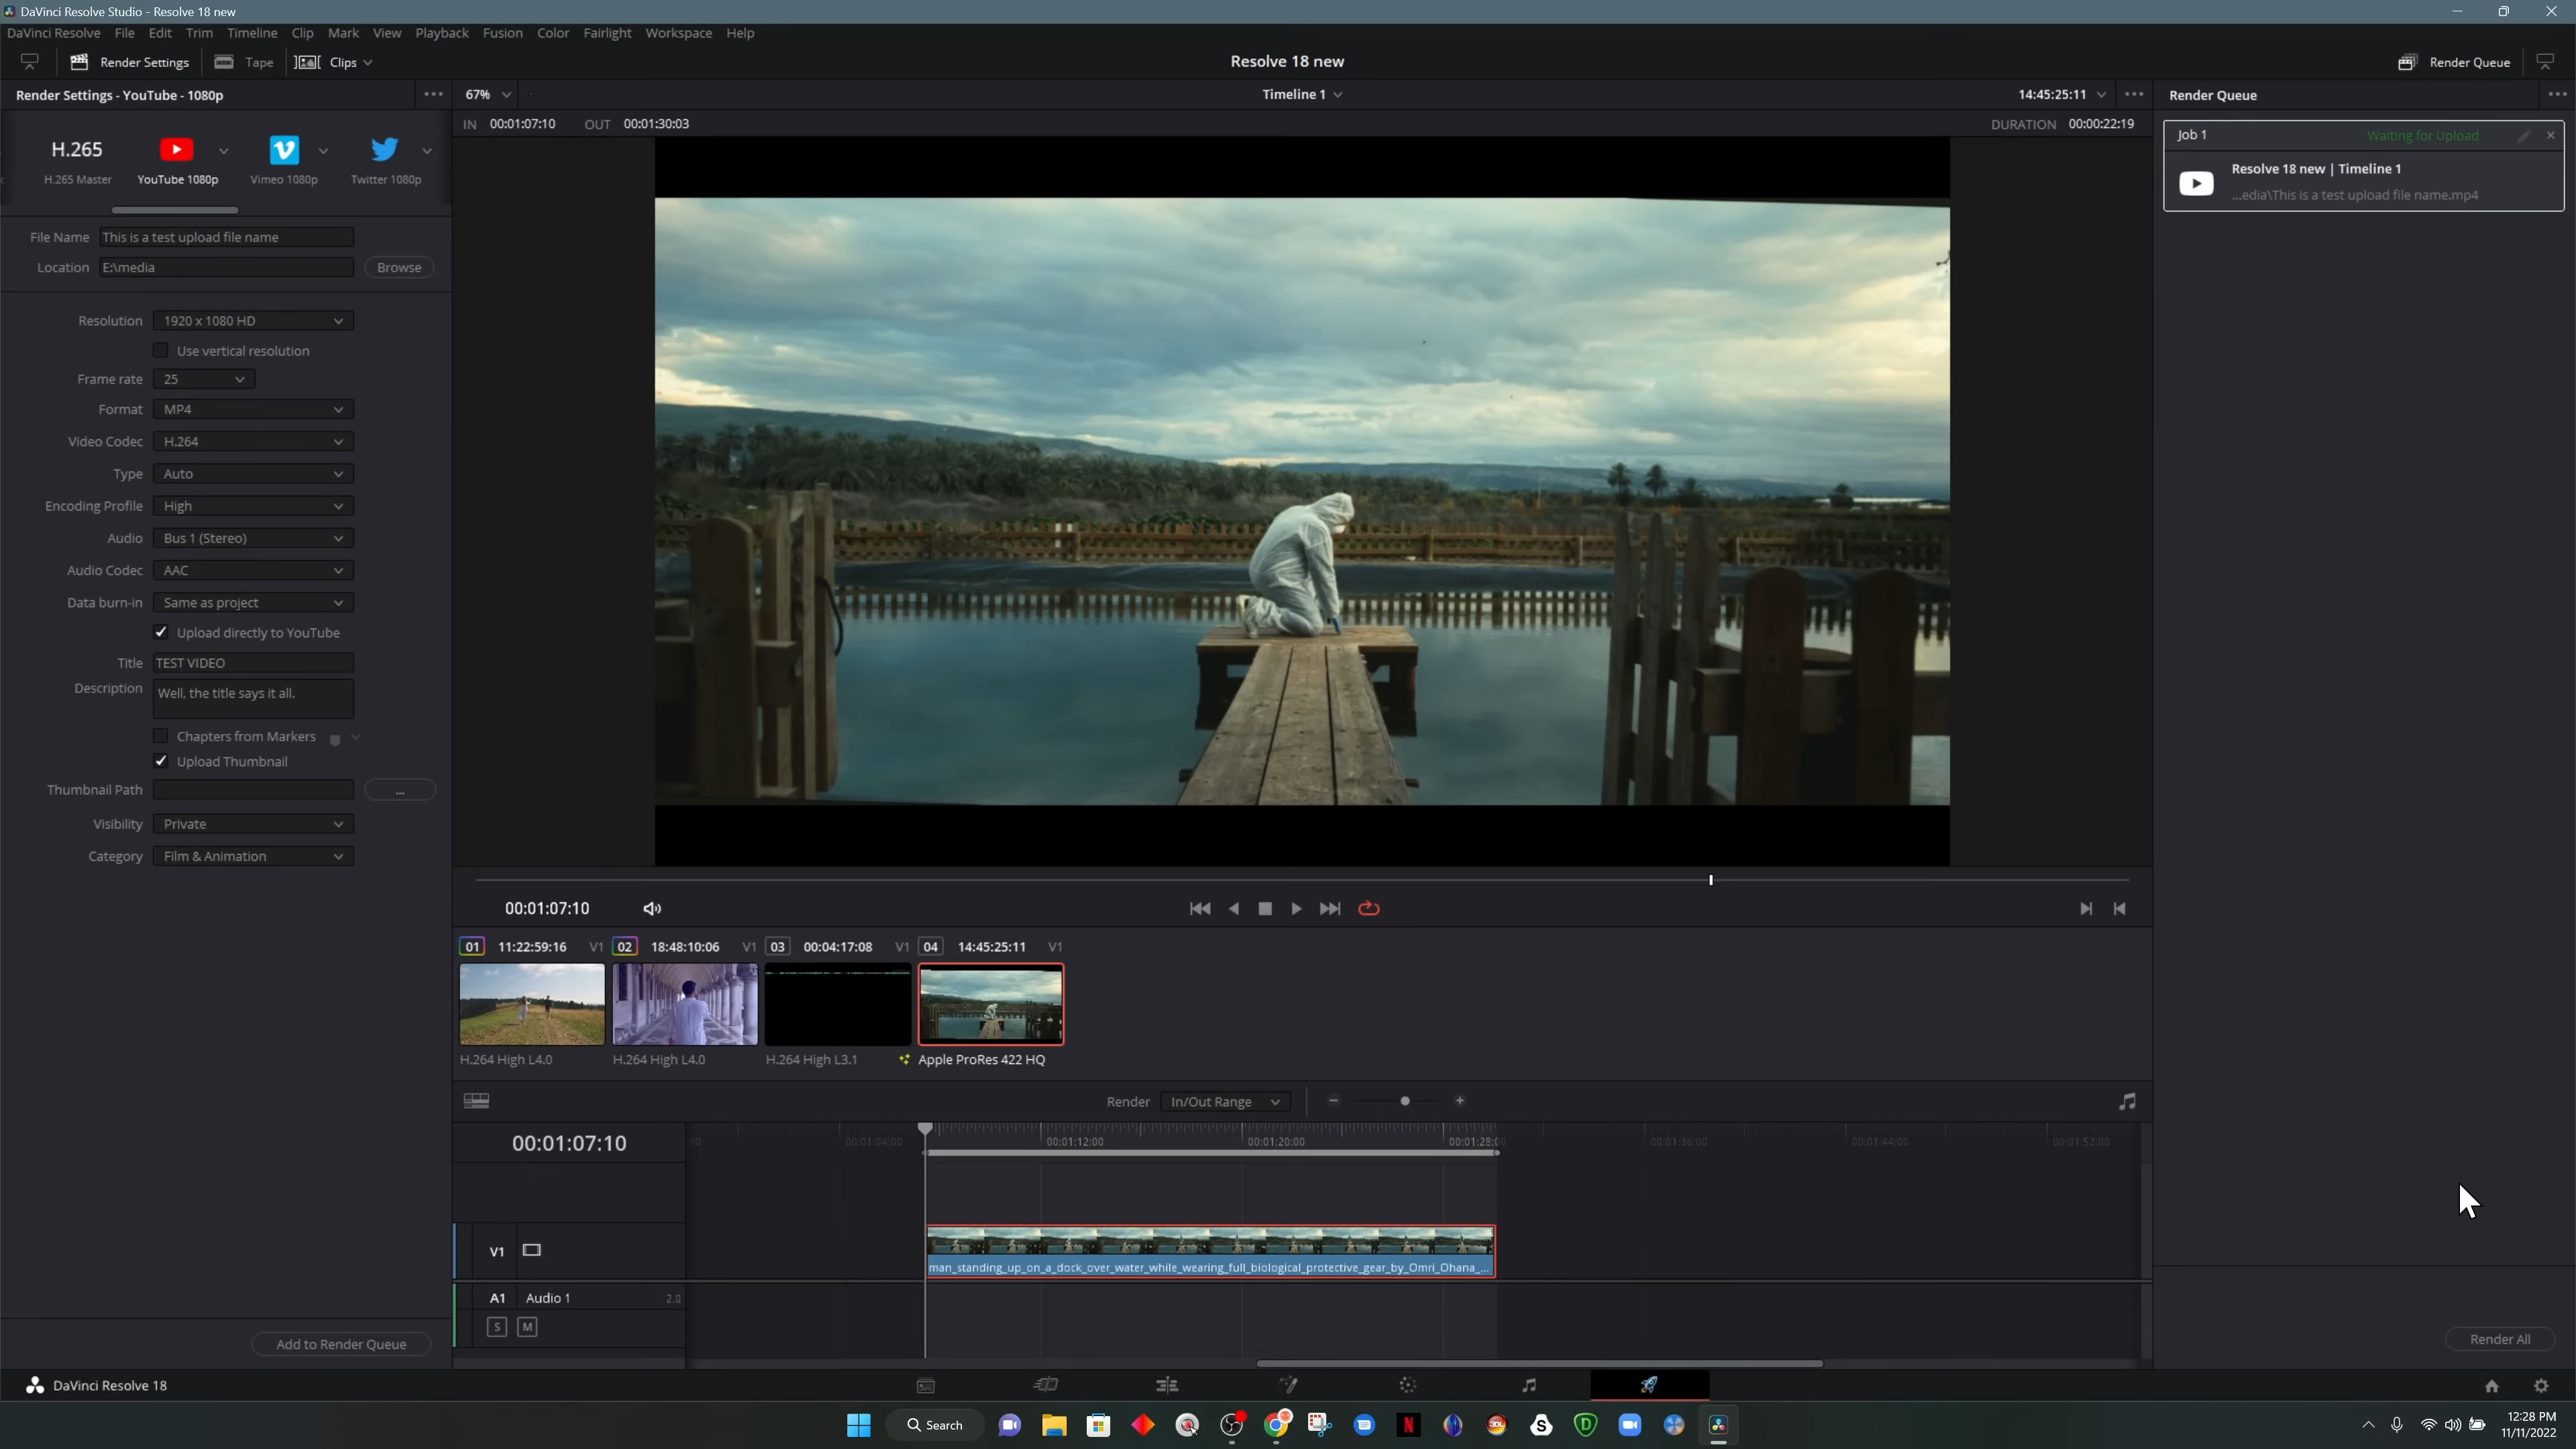 DaVinci Resolve Studio - Resolve 18 new
DaVinci Resolve File Edit Trim Timeline Clip Mark View Playback Fusion Color Fairlight Workspace Help
Render Settings Tape Clips Resolve 18 new Render Queue
Render Settings - YouTube - 1080p ••• 67% Timeline 1 14:45:25:11 ••• Render Queue •••
IN 00:01:07:10 OUT 00:01:30:03 DURATION 00:00:22:19
Job 1 Waiting for Upload
Resolve 18 new | Timeline 1
...edia\This is a test upload file name.mp4
H.265
H.265 Master YouTube 1080p Vimeo 1080p Twitter 1080p
File Name This is a test upload file name
Location E:\media Browse
Resolution 1920 x 1080 HD
Use vertical resolution
Frame rate 25
Format MP4
Video Codec H.264
Type Auto
Encoding Profile High
Audio Bus 1 (Stereo)
Audio Codec AAC
Data burn-in Same as project
Upload directly to YouTube
Title TEST VIDEO
Description Well, the title says it all.
Chapters from Markers
Upload Thumbnail
Thumbnail Path ...
Visibility Private
Category Film & Animation
00:01:07:10
01 11:22:59:16 V1 02 18:48:10:06 V1 03 00:04:17:08 V1 04 14:45:25:11 V1
H.264 High L4.0 H.264 High L4.0 H.264 High L3.1 Apple ProRes 422 HQ
Render In/Out Range
00:01:07:10 00 00:01:04:00 00:01:12:00 00:01:20:00 00:01:28:00 00:01:36:00 00:01:44:00 00:01:52:00
V1
man_standing_up_on_a_dock_over_water_while_wearing_full_biological_protective_gear_by_Omri_Ohana_...
A1 Audio 1 2.0
S M
Add to Render Queue Render All
DaVinci Resolve 18
Search
12:28 PM
11/11/2022